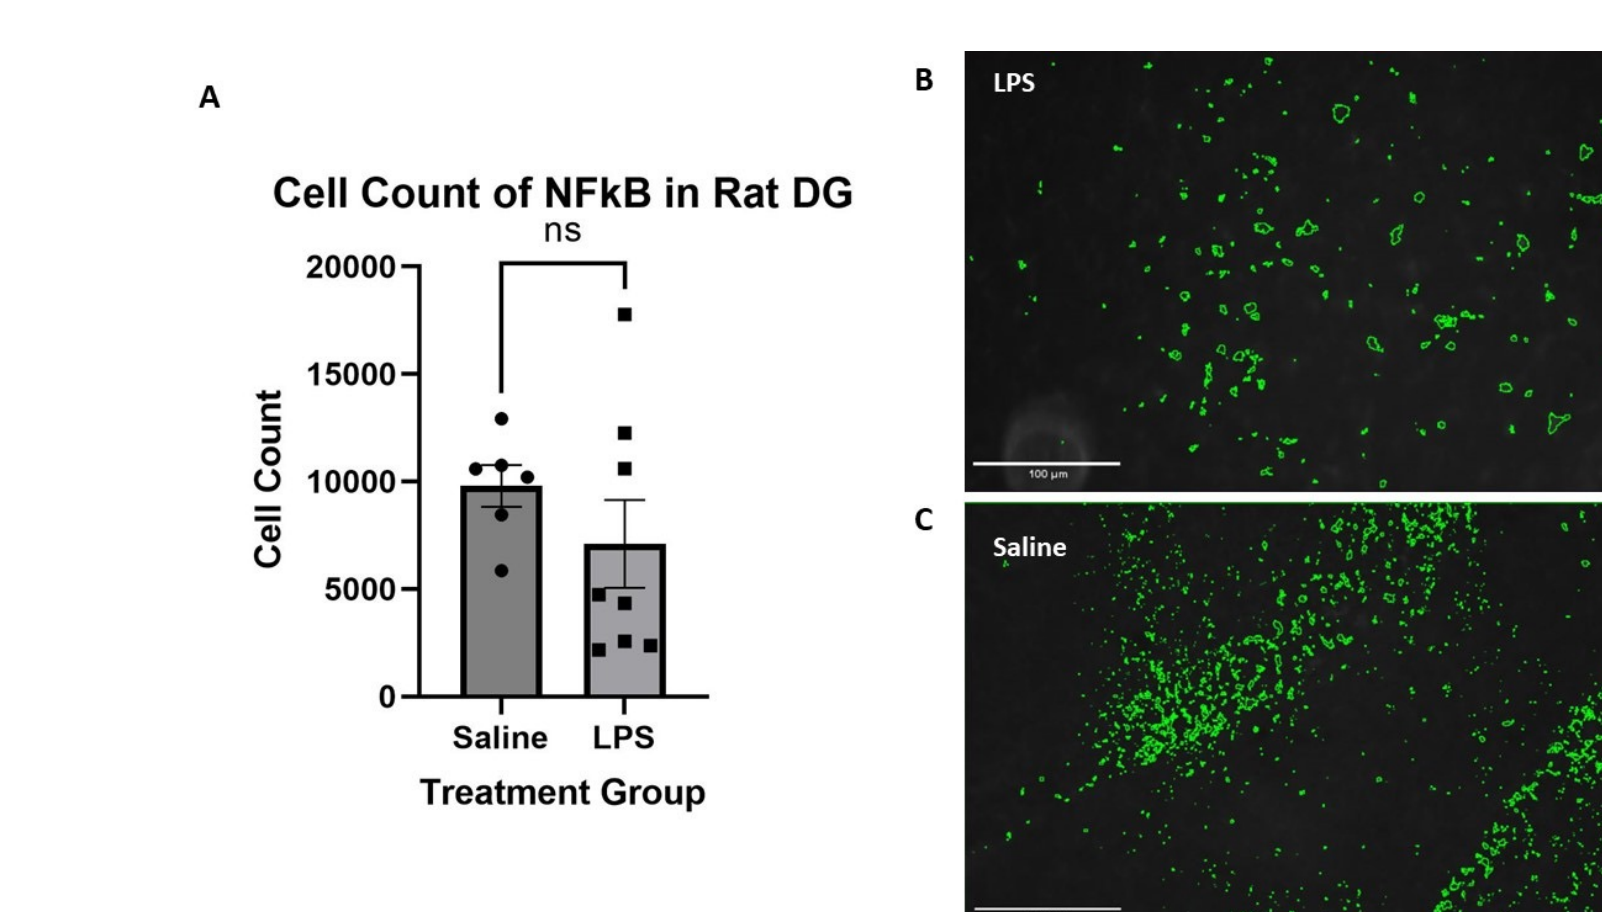 A
Cell Count of NFkB in Rat DG
ns
20000
15000
10000
5000
0
Cell Count
Saline
LPS
Treatment Group
B
LPS
100 µm
C
Saline